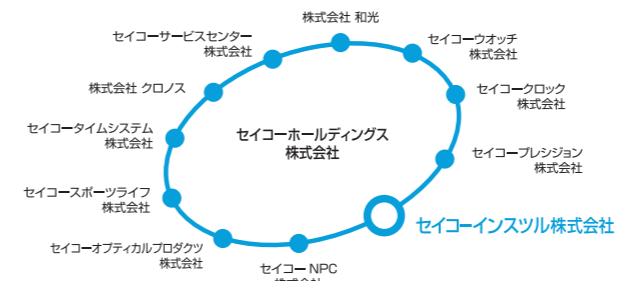 株式会社 和光
セイコーサービスセンター
株式会社
セイコーウオッチ
株式会社
株式会社 クロノス
セイコークロック
株式会社
セイコータイムシステム
株式会社
セイコーホールディングス
株式会社
セイコープレシジョン
株式会社
セイコースポーツライフ
株式会社
セイコーインスツル株式会社
セイコーオプティカルプロダクツ
株式会社
セイコー NPC
株式会社